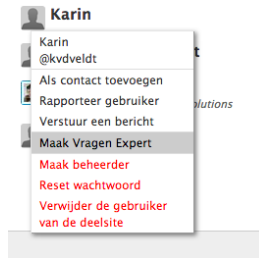 Karin
Karin
@kvdveldt
t
Als contact toevoegen
Rapporteer gebruiker
olutions
Verstuur een bericht
Maak Vragen Expert
Maak beheerder
Reset wachtwoord
Verwijder de gebruiker
van de deelsite